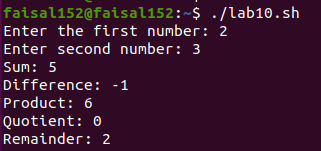 faisal152@faisal152:~$ ./lab10.sh
Enter the first number: 2
Enter second number: 3
Sum: 5
Difference: -1
Product: 6
Quotient: 0
Remainder: 2